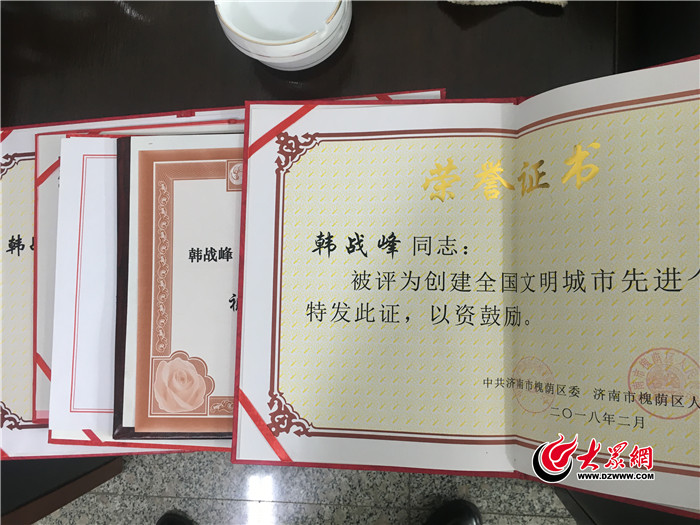 荣誉证书
韩战峰同志：
被评为创建全国文明城市先进个
特发此证，以资鼓励。
中共济南市槐荫区委 济南市槐荫区人
二〇一八年二月
韩战峰
韩
大众網
WWW.DZWWW.COM